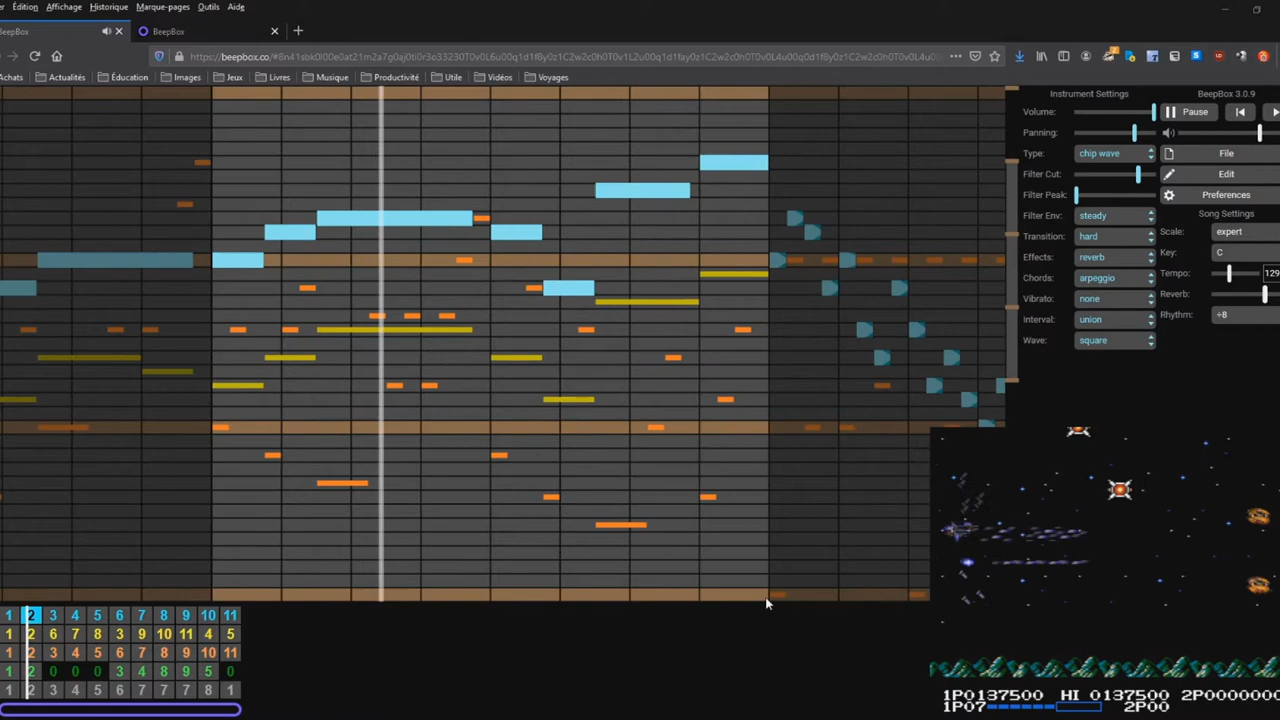 Édition Affichage Historique Marque-pages Outils Aide
BeepBox BeepBox
https://beepbox.co/#8n41sbk0l00e0at21m2a7g0aj0ti0r3o33230T0v0L6u00q1d1f8y0z1C2w2c0h0T0v0L4u00q0d1f8y0z1C2w2c0h0T0v1L2u00q1d1fay0z1C2w2c0h0T0v0L4u00q0d1f8y0z1C2w2c0h0T0v0L4u0
Achats Actualités Éducation Images Jeux Livres Musique Productivité Utile Vidéos Voyages
Instrument Settings BeepBox 3.0.9
Volume: Pause
Panning:
Type: chip wave File
Filter Cut: Edit
Filter Peak: Preferences
Filter Env: steady Song Settings
Transition: hard Scale: expert
Effects: reverb Key: C
Chords: arpeggio Tempo: 129
Vibrato: none Reverb:
Interval: union Rhythm: ÷8
Wave: square
1 2 3 4 5 6 7 8 9 10 11
1 2 6 7 8 3 9 10 11 4 5
1 2 3 4 5 6 7 8 9 10 11
1 2 0 0 0 3 4 8 9 5 0
1 2 3 4 5 6 7 7 7 8 1
1P0137500 HI 0137500 2P0000000
1P07 2P00